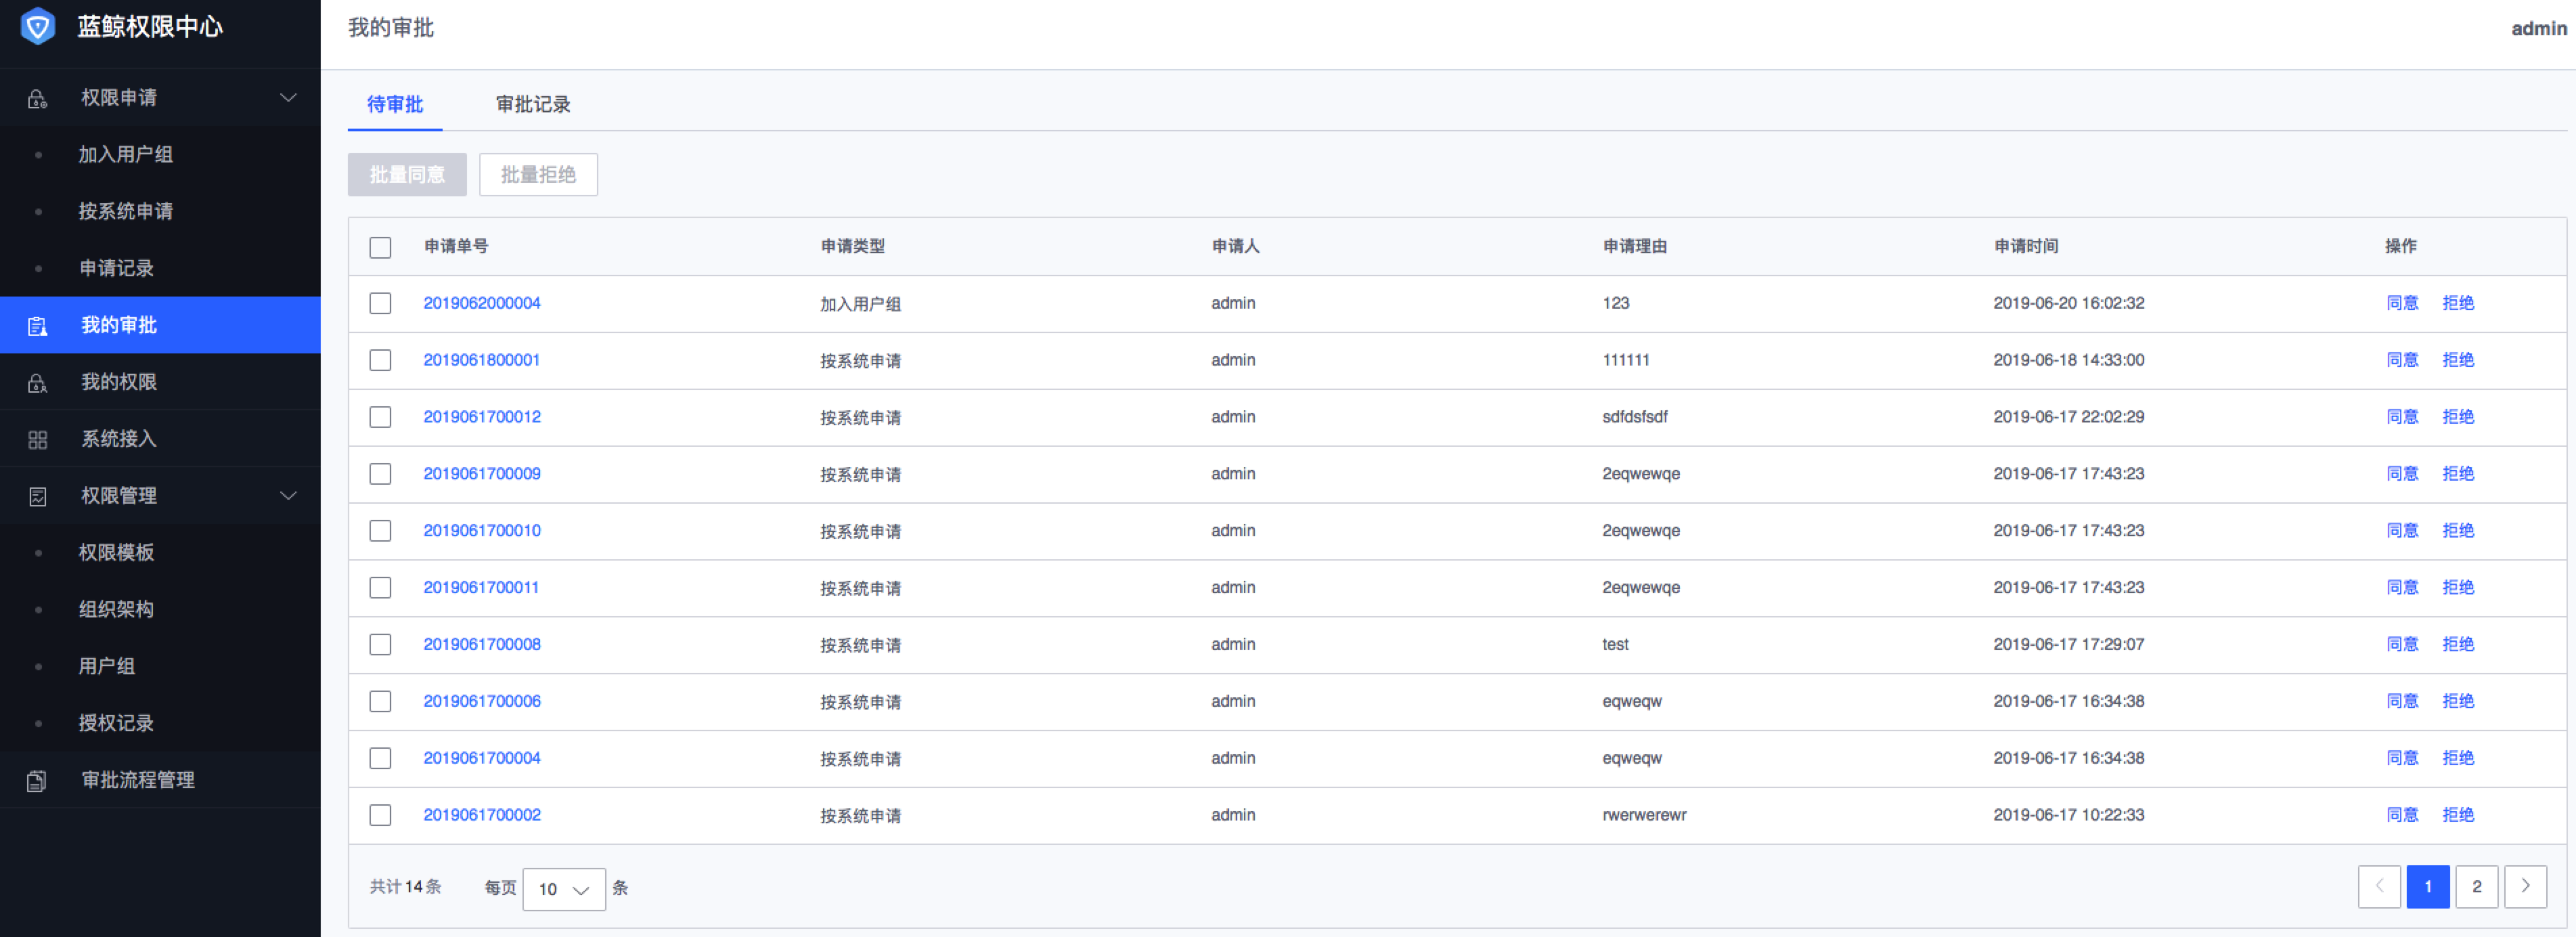 蓝鲸权限中心
权限申请
加入用户组
按系统申请
申请记录
我的审批
我的权限
系统接入
权限管理
权限模板
组织架构
用户组
授权记录
审批流程管理
我的审批 admin
待审批 审批记录
批量同意 批量拒绝
申请单号 申请类型 申请人 申请理由 申请时间 操作
2019062000004 加入用户组 admin 123 2019-06-20 16:02:32 同意 拒绝
2019061800001 按系统申请 admin 111111 2019-06-18 14:33:00 同意 拒绝
2019061700012 按系统申请 admin sdfdsfsdf 2019-06-17 22:02:29 同意 拒绝
2019061700009 按系统申请 admin 2eqwewqe 2019-06-17 17:43:23 同意 拒绝
2019061700010 按系统申请 admin 2eqwewqe 2019-06-17 17:43:23 同意 拒绝
2019061700011 按系统申请 admin 2eqwewqe 2019-06-17 17:43:23 同意 拒绝
2019061700008 按系统申请 admin test 2019-06-17 17:29:07 同意 拒绝
2019061700006 按系统申请 admin eqweqw 2019-06-17 16:34:38 同意 拒绝
2019061700004 按系统申请 admin eqweqw 2019-06-17 16:34:38 同意 拒绝
2019061700002 按系统申请 admin rwerwerewr 2019-06-17 10:22:33 同意 拒绝
共计14条 每页 10 条 1 2